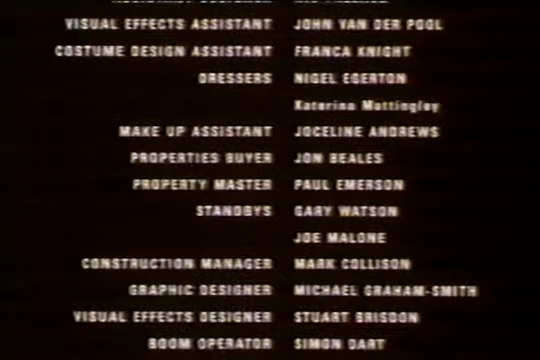 VISUAL EFFECTS ASSISTANT JOHN VAN DER POOL
COSTUME DESIGN ASSISTANT FRANCA KNIGHT
DRESSERS NIGEL EGERTON
Katerina Mattingley
MAKE UP ASSISTANT JOCELINE ANDREWS
PROPERTIES BUYER JON BEALES
PROPERTY MASTER PAUL EMERSON
STANDBYS GARY WATSON
JOE MALONE
CONSTRUCTION MANAGER MARK COLLISON
GRAPHIC DESIGNER MICHAEL GRAHAM-SMITH
VISUAL EFFECTS DESIGNER STUART BRISDON
BOOM OPERATOR SIMON DART